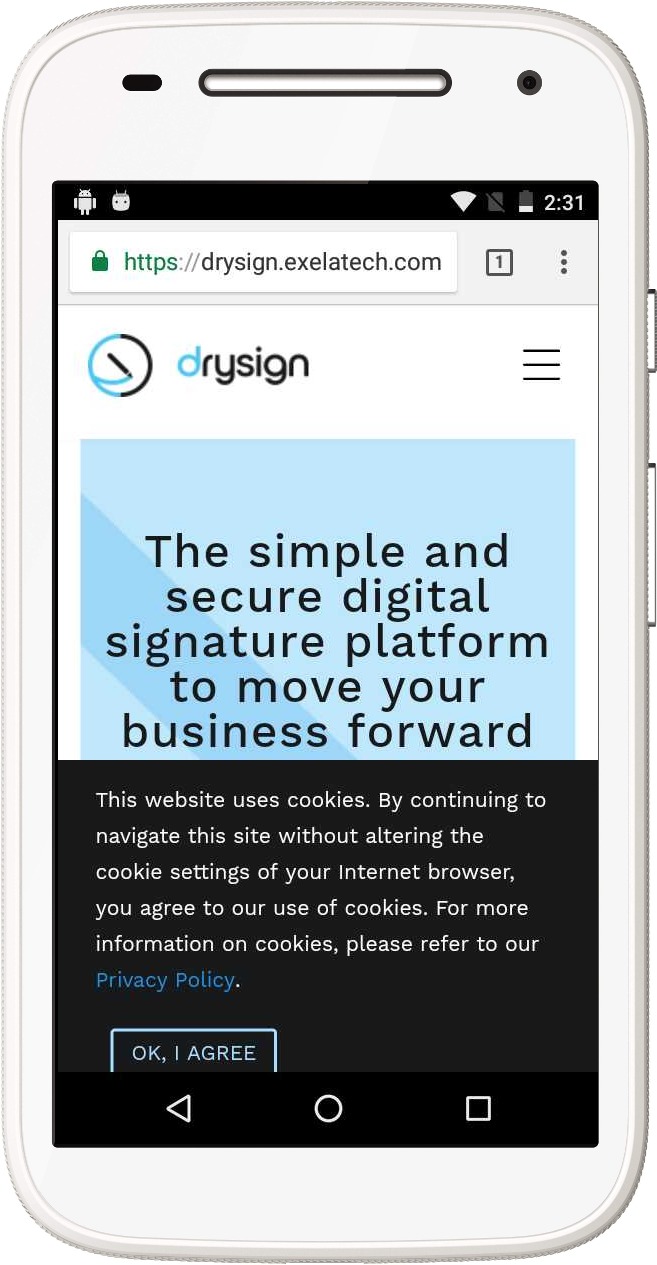 2:31
https://drysign.exelatech.com
1
drysign
The simple and
secure digital
signature platform
to move your
business forward
This website uses cookies. By continuing to
navigate this site without altering the
cookie settings of your Internet browser,
you agree to our use of cookies. For more
information on cookies, please refer to our
Privacy Policy.
OK, I AGREE